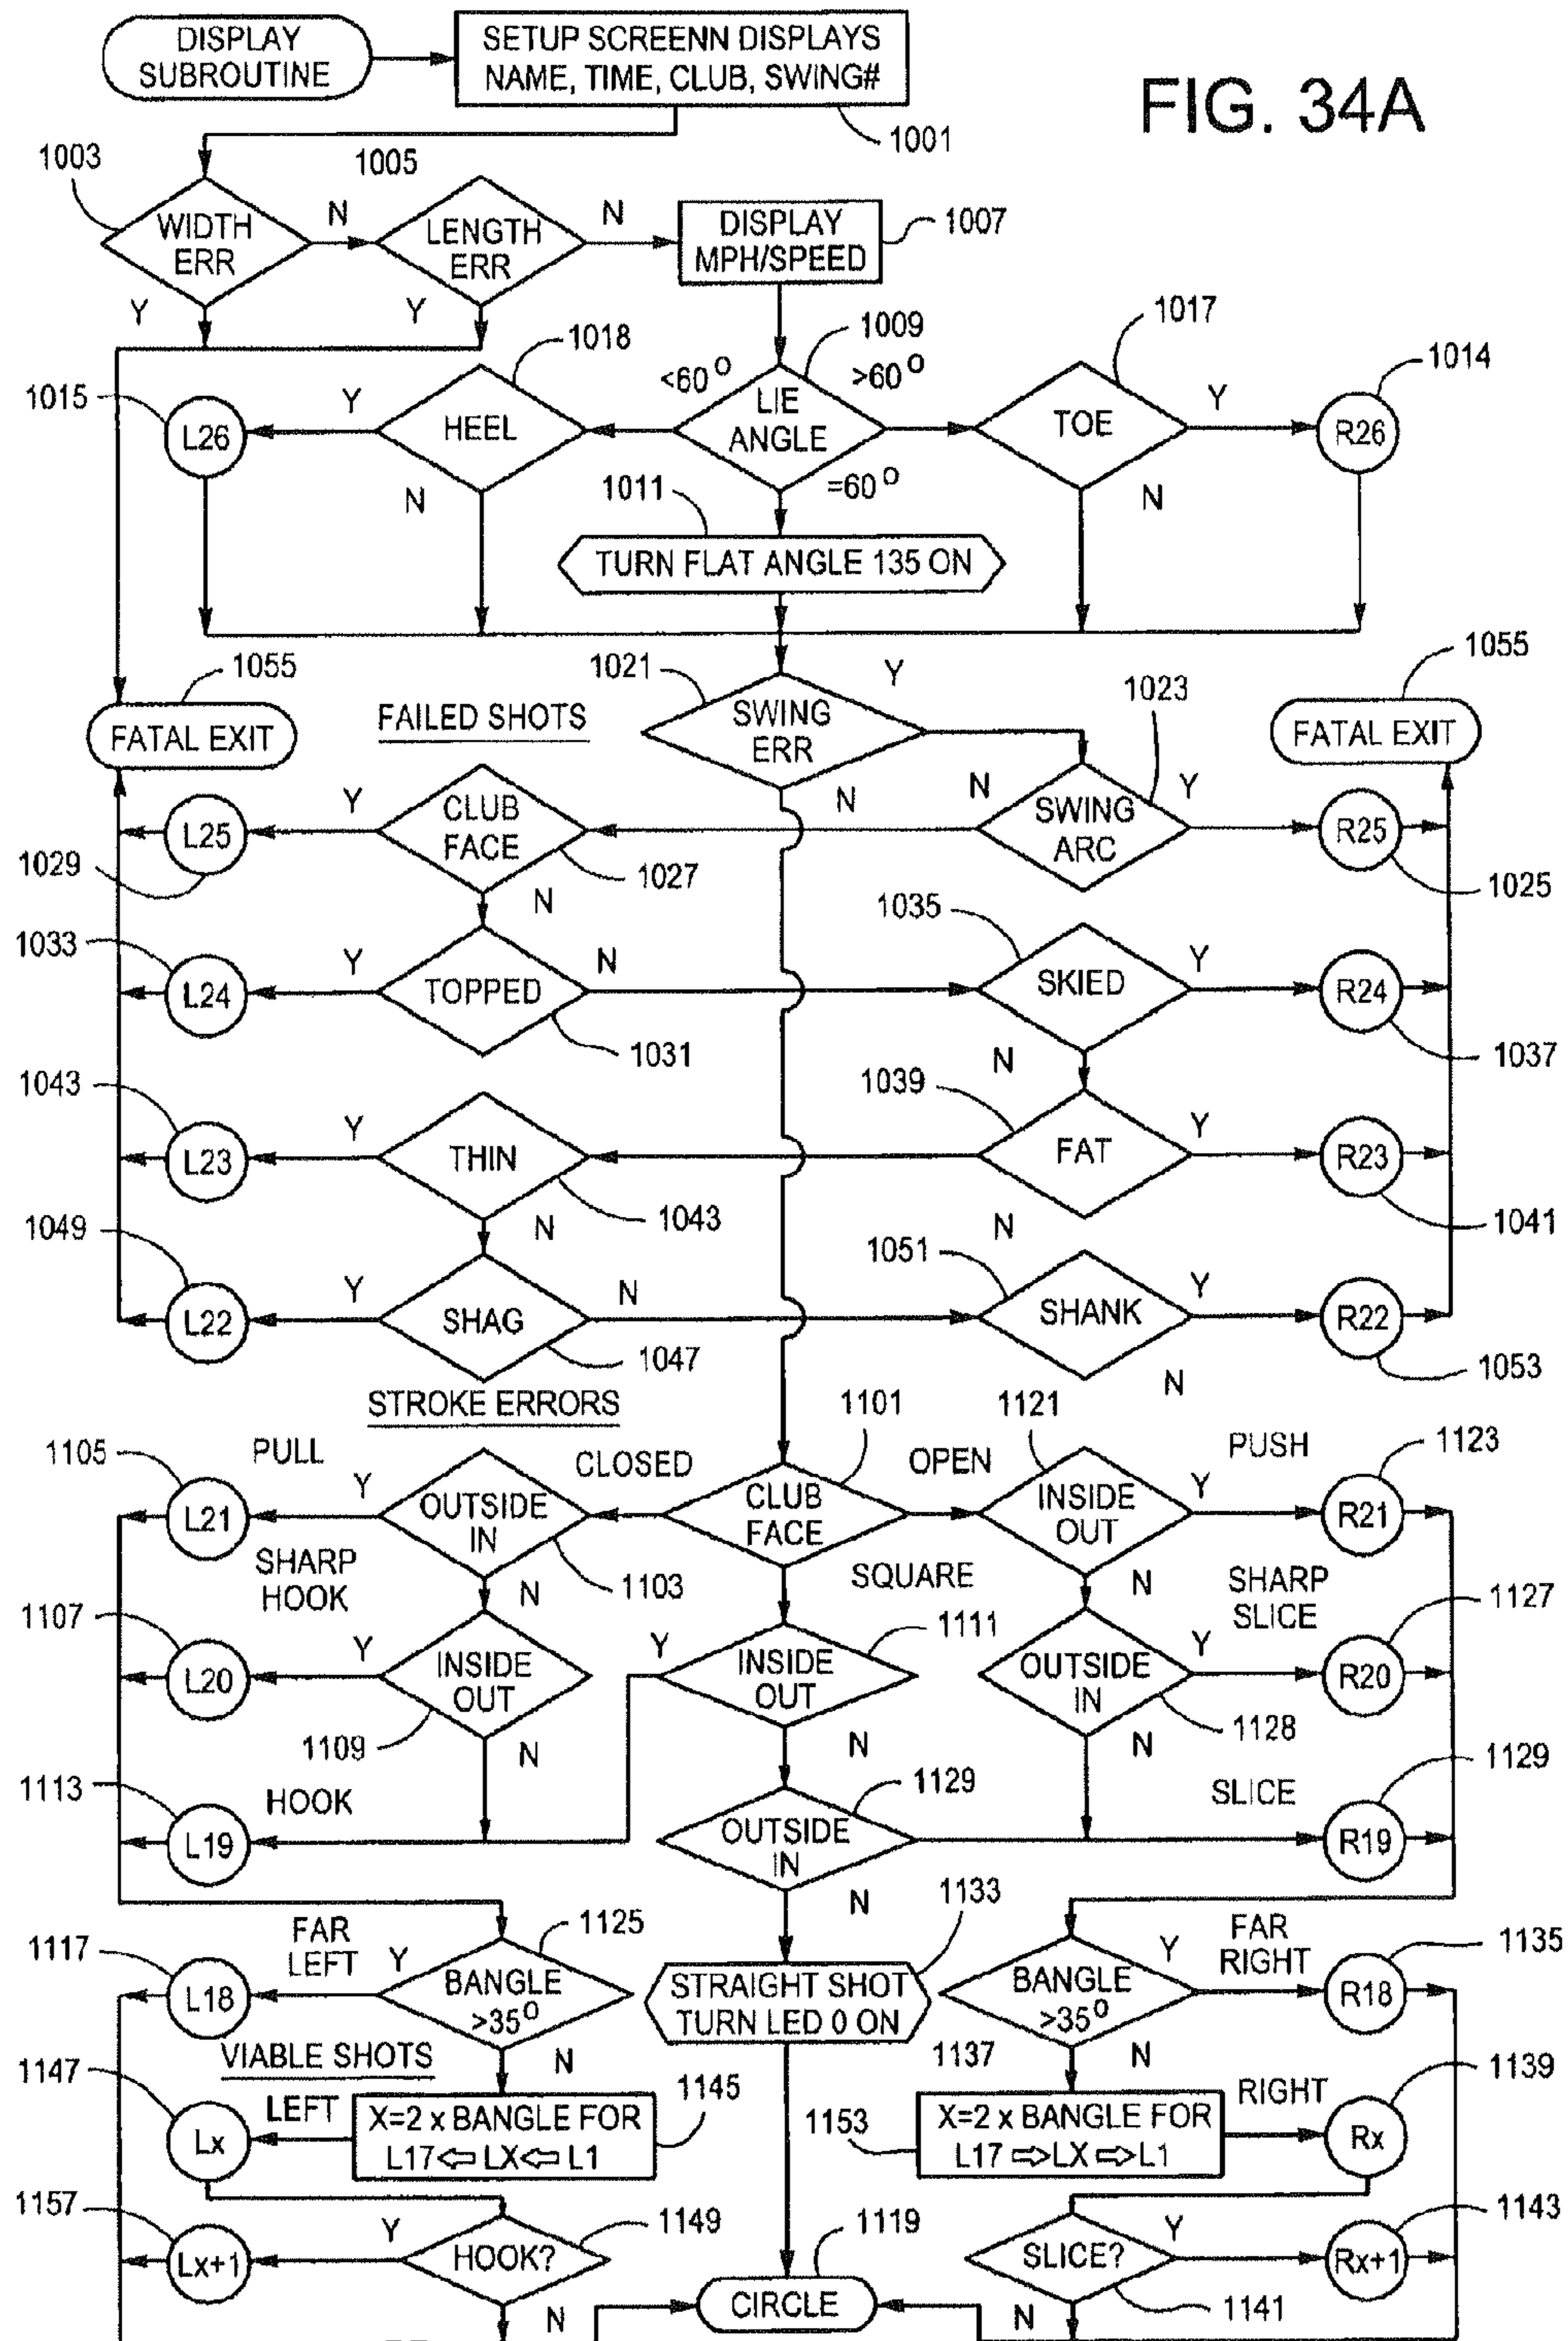 DISPLAY
SUBROUTINE
SETUP SCREENN DISPLAYS
NAME, TIME, CLUB, SWING#
FIG. 34A
1001
1003
1005
WIDTH
ERR
N
LENGTH
ERR
N
DISPLAY
MPH/SPEED
1007
Y
Y
1018
1009
1017
1014
1015
L26
Y
HEEL
<60°
LIE
ANGLE
>60°
TOE
Y
R26
N
1011
=60°
N
TURN FLAT ANGLE 135 ON
1055
FATAL EXIT
FAILED SHOTS
1021
SWING
ERR
Y
1023
1055
FATAL EXIT
N
N
L25
Y
CLUB
FACE
SWING
ARC
Y
R25
1029
1027
1025
N
1035
1033
L24
Y
TOPPED
N
SKIED
Y
R24
1031
1037
N
1043
1039
L23
Y
THIN
FAT
Y
R23
1043
1041
N
N
1049
1051
L22
Y
SHAG
N
SHANK
Y
R22
1047
1053
N
STROKE ERRORS
1101
1121
1105
PULL
CLOSED
OPEN
PUSH
1123
L21
Y
OUTSIDE
IN
CLUB
FACE
INSIDE
OUT
Y
R21
SHARP
HOOK
N
1103
SQUARE
N
SHARP
SLICE
1107
1111
1127
L20
Y
INSIDE
OUT
Y
INSIDE
OUT
OUTSIDE
IN
Y
R20
1109
N
N
1128
N
1113
HOOK
1129
SLICE
1129
L19
OUTSIDE
IN
R19
N
1133
1117
FAR
LEFT
Y
1125
FAR
RIGHT
Y
1135
L18
BANGLE
>35°
STRAIGHT SHOT
TURN LED 0 ON
BANGLE
>35°
R18
VIABLE SHOTS
N
1137
N
1147
LEFT
1145
RIGHT
1139
Lx
X=2 x BANGLE FOR
L17⇦LX⇦ L1
1153
X=2 x BANGLE FOR
L17 ⇨LX ⇨L1
Rx
1157
Y
1149
1119
Y
1143
Lx+1
HOOK?
CIRCLE
SLICE?
Rx+1
N
N
1141